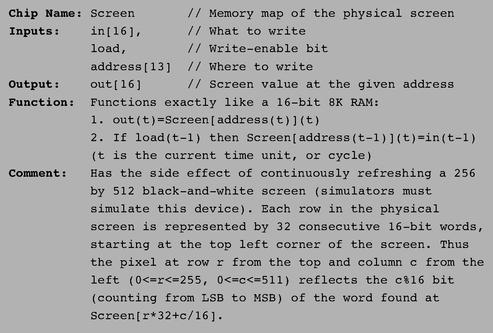 Chip Name: Screen // Memory map of the physical screen
Inputs: in[16], // What to write
load, // Write-enable bit
address[13] // Where to write
Output: out[16] // Screen value at the given address
Function: Functions exactly like a 16-bit 8K RAM:
1. out(t)=Screen[address(t)](t)
2. If load(t-1) then Screen[address(t-1)](t)=in(t-1)
(t is the current time unit, or cycle)
Comment: Has the side effect of continuously refreshing a 256
by 512 black-and-white screen (simulators must
simulate this device). Each row in the physical
screen is represented by 32 consecutive 16-bit words,
starting at the top left corner of the screen. Thus
the pixel at row r from the top and column c from the
left (0<=r<=255, 0<=c<=511) reflects the c%16 bit
(counting from LSB to MSB) of the word found at
Screen[r*32+c/16].